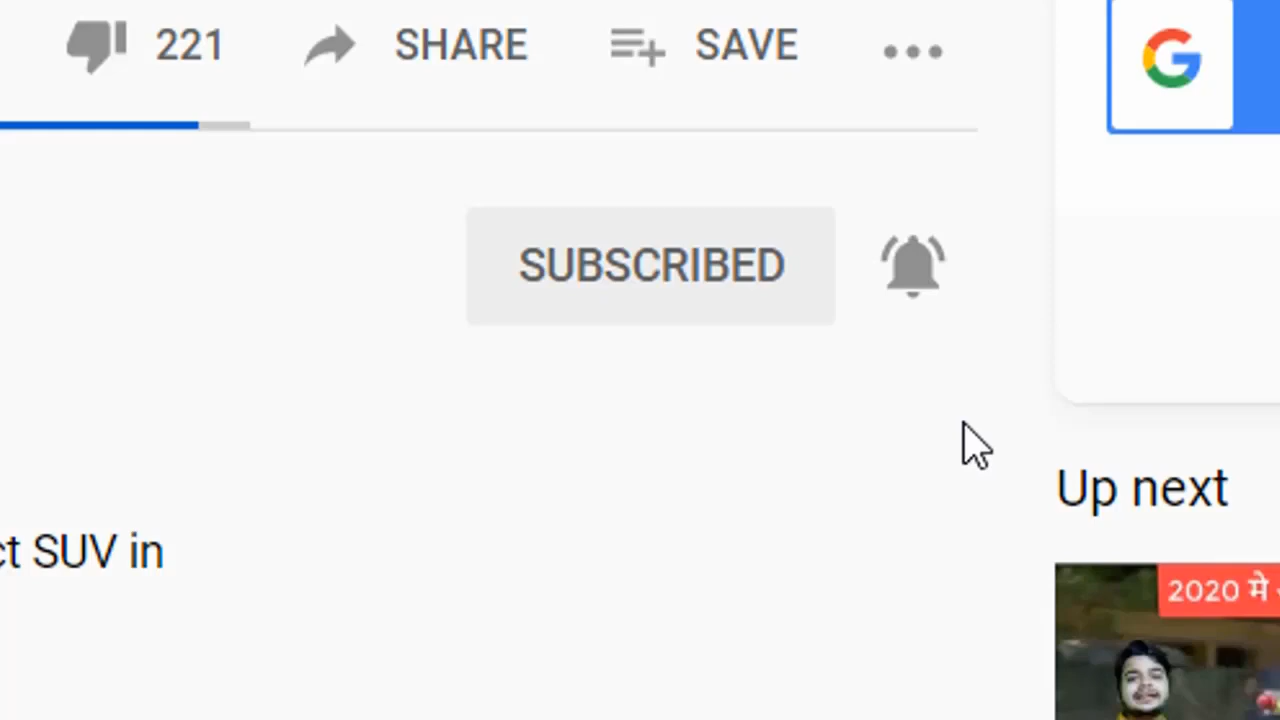 221 SHARE SAVE
SUBSCRIBED
Up next
ct SUV in
2020 मे